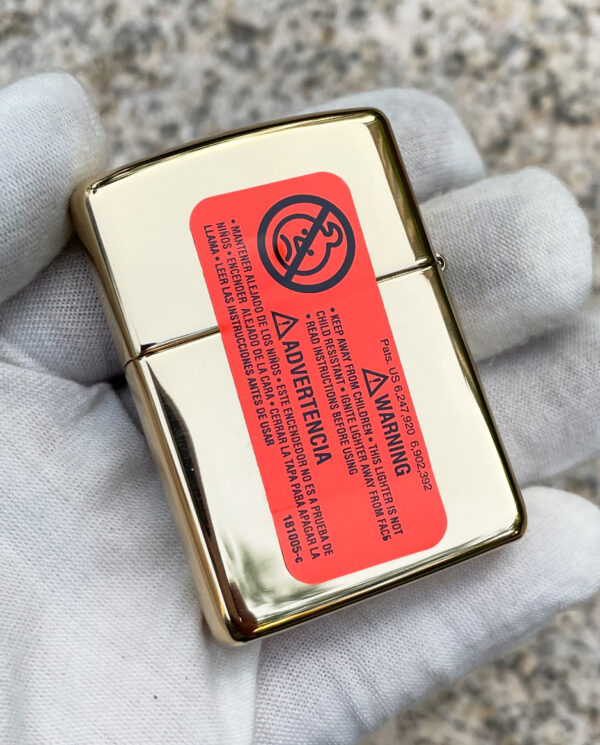 Pats. US 6,247,920 6,902,392
⚠WARNING
• KEEP AWAY FROM CHILDREN • THIS LIGHTER IS NOT
CHILD RESISTANT • IGNITE LIGHTER AWAY FROM FACE
• READ INSTRUCTIONS BEFORE USING
⚠ADVERTENCIA
• MANTENER ALEJADO DE LOS NIÑOS • ESTE ENCENDEDOR NO ES A PRUEBA DE
NIÑOS • ENCENDER ALEJADO DE LA CARA • CERRAR LA TAPA PARA APAGAR LA
LLAMA • LEER LAS INSTRUCCIONES ANTES DE USAR
181005-c